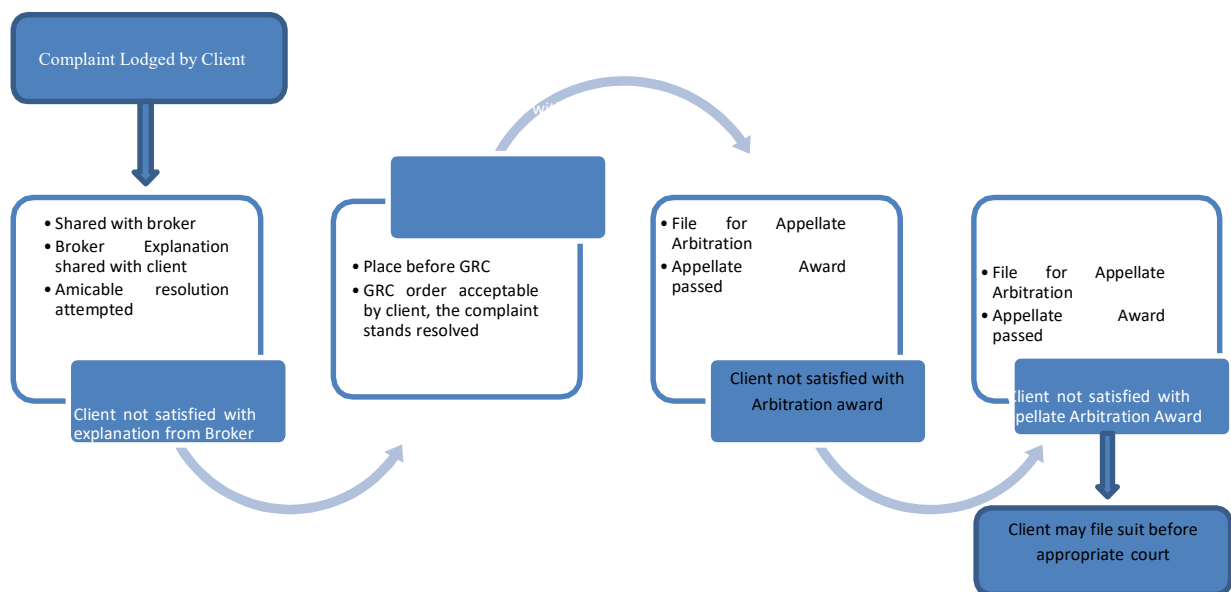 Complaint Lodged by Client
• Shared with broker
• Broker Explanation
shared with client
• Amicable resolution
attempted
Client not satisfied with
explanation from Broker
with
• Place before GRC
• GRC order acceptable
by client, the complaint
stands resolved
• File for Appellate
Arbitration
• Appellate Award
passed
Client not satisfied with
Arbitration award
• File for Appellate
Arbitration
• Appellate Award
passed
Client not satisfied with
pellate Arbitration Award
Client may file suit before
appropriate court